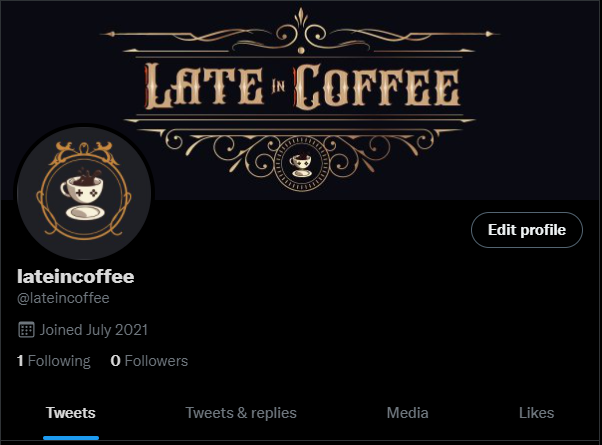 LATE IN COFFEE
Edit profile
lateincoffee
@lateincoffee
Joined July 2021
1 Following 0 Followers
Tweets Tweets & replies Media Likes